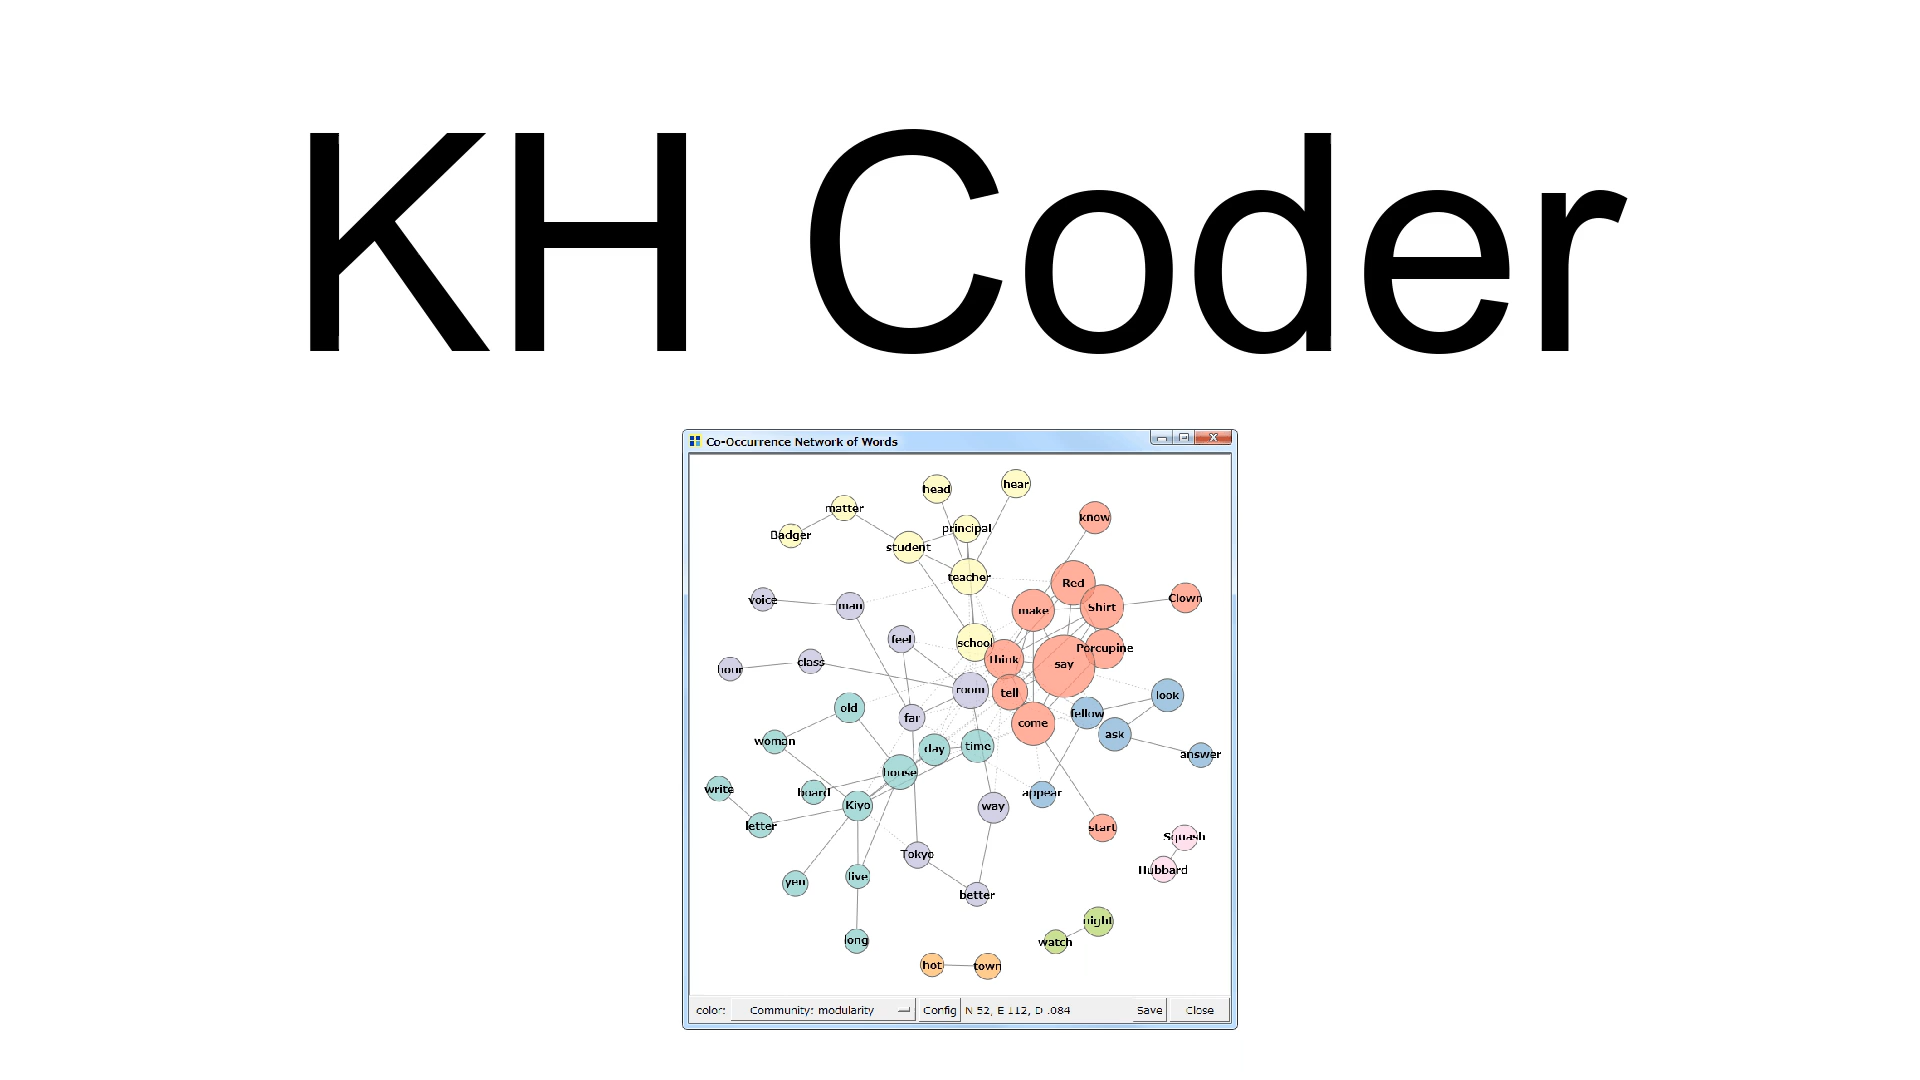 KH Coder
Co-Occurrence Network of Words
head
hear
matter
know
principal
Badger
student
teacher
Red
voice
man
make
Shirt
Clown
feel
school
think
say
Porcupine
hour
class
room
tell
look
old
far
come
fellow
ask
woman
day
time
answer
house
write
board
Kiyo
way
appear
letter
start
Squash
Tokyo
Hubbard
yen
live
better
night
long
watch
hot
town
color: Community: modularity Config N 52, E 112, D .084 Save Close